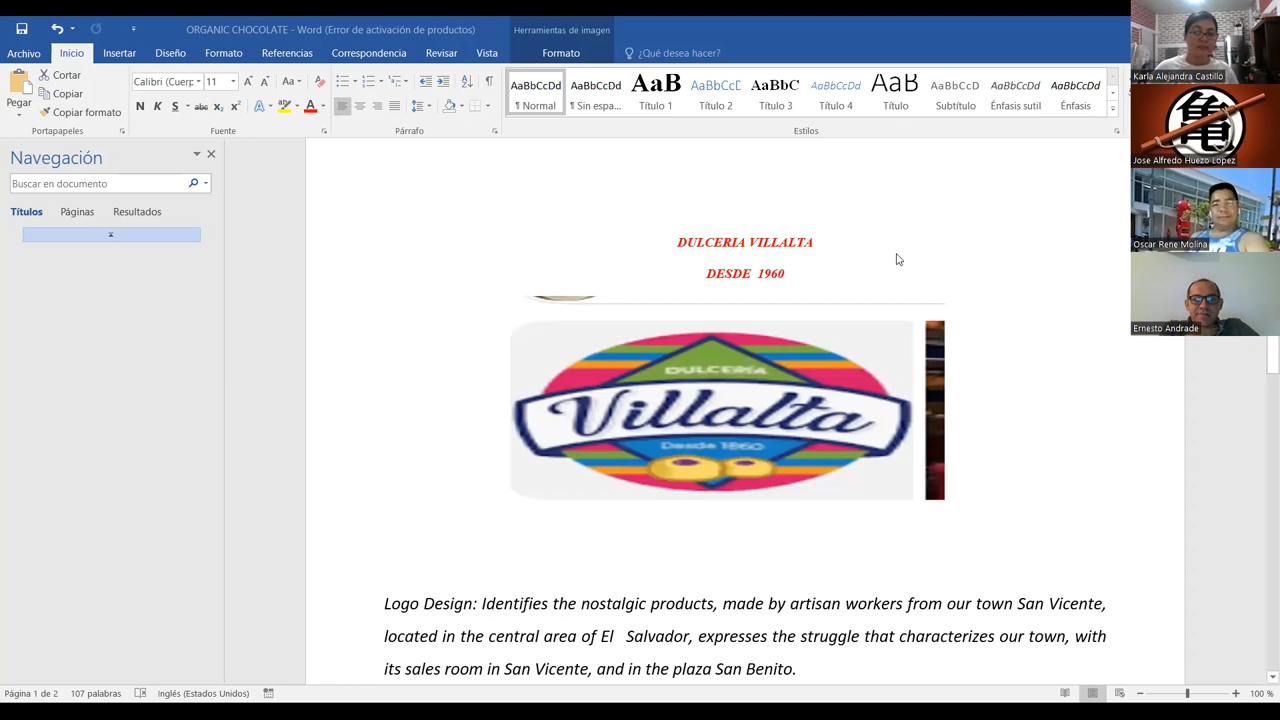 ORGANIC CHOCOLATE - Word (Error de activación de productos)
Herramientas de imagen
Archivo Inicio Insertar Diseño Formato Referencias Correspondencia Revisar Vista Formato ¿Qué desea hacer?
Pegar
Cortar
Copiar
Copiar formato
Portapapeles
Calibri (Cuerp 11
Aa
N K S abc x₂ x²
Fuente
Párrafo
AaBbCcDd AaBbCcDd AaB AaBbCcD AaBbC AaBbCcDd AaB AaBbCcD AaBbCcDd AaBbCcDd
¶ Normal ¶ Sin espa... Título 1 Título 2 Título 3 Título 4 Título Subtítulo Énfasis sutil Énfasis
Estilos
Karla Alejandra Castillo
Jose Alfredo Huezo Lopez
Oscar Rene Molina
Ernesto Andrade
Navegación
Buscar en documento
Títulos Páginas Resultados
DULCERIA VILLALTA
DESDE 1960
DULCERÍA
Villalta
Desde 1960
Logo Design: Identifies the nostalgic products, made by artisan workers from our town San Vicente,
located in the central area of El Salvador, expresses the struggle that characterizes our town, with
its sales room in San Vicente, and in the plaza San Benito.
Página 1 de 2 107 palabras Inglés (Estados Unidos) 100 %